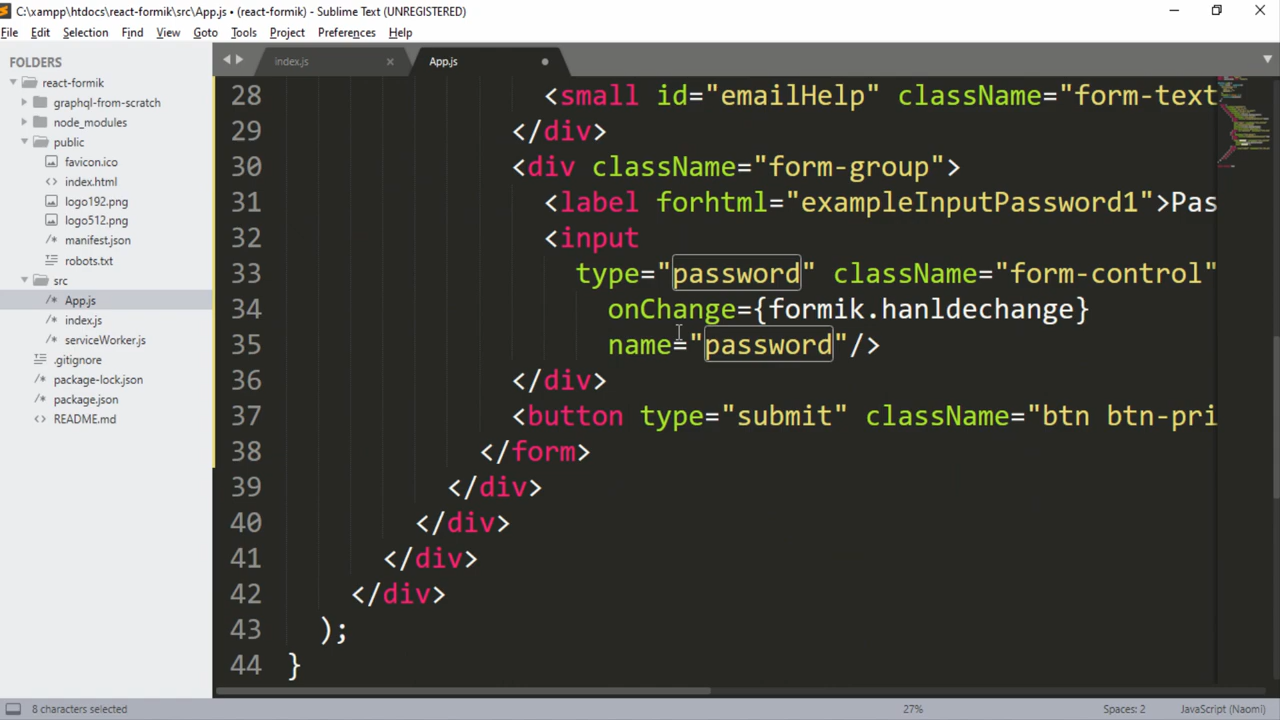 C:\xampp\htdocs\react-formik\src\App.js • (react-formik) - Sublime Text (UNREGISTERED)
File Edit Selection Find View Goto Tools Project Preferences Help
FOLDERS
react-formik
graphql-from-scratch
node_modules
public
favicon.ico
index.html
logo192.png
logo512.png
manifest.json
robots.txt
src
App.js
index.js
serviceWorker.js
.gitignore
package-lock.json
package.json
README.md
index.js
App.js
28 <small id="emailHelp" className="form-text
29 </div>
30 <div className="form-group">
31 <label forhtml="exampleInputPassword1">Pas
32 <input
33 type="password" className="form-control"
34 onChange={formik.hanldechange}
35 name="password"/>
36 </div>
37 <button type="submit" className="btn btn-pri
38 </form>
39 </div>
40 </div>
41 </div>
42 </div>
43 );
44 }
8 characters selected 27% Spaces: 2 JavaScript (Naomi)